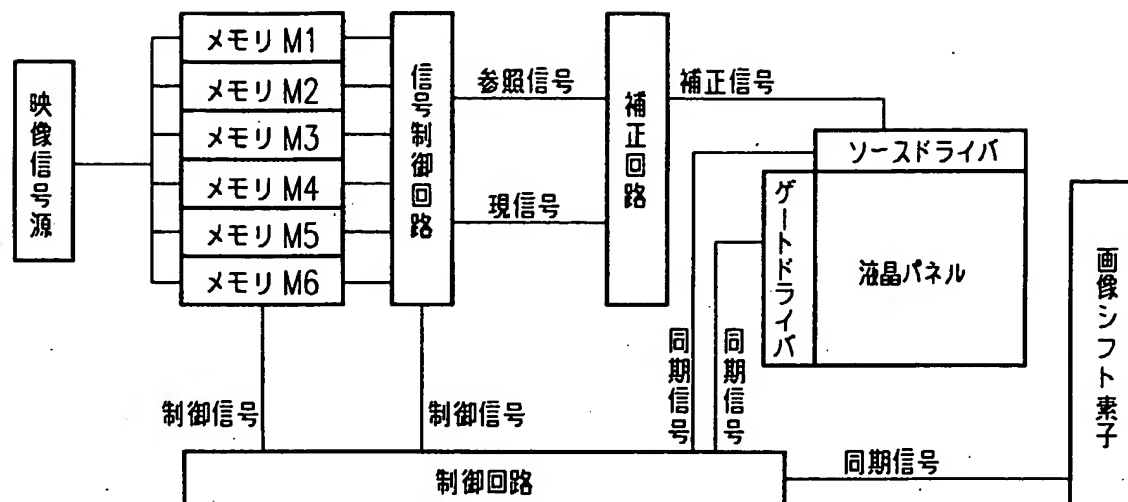 映像信号源
メモリ M1
メモリ M2
メモリ M3
メモリ M4
メモリ M5
メモリ M6
信号制御回路
参照信号
現信号
補正回路
補正信号
ソースドライバ
ゲートドライバ
液晶パネル
画像シフト素子
制御信号
制御信号
同期信号
同期信号
制御回路
同期信号